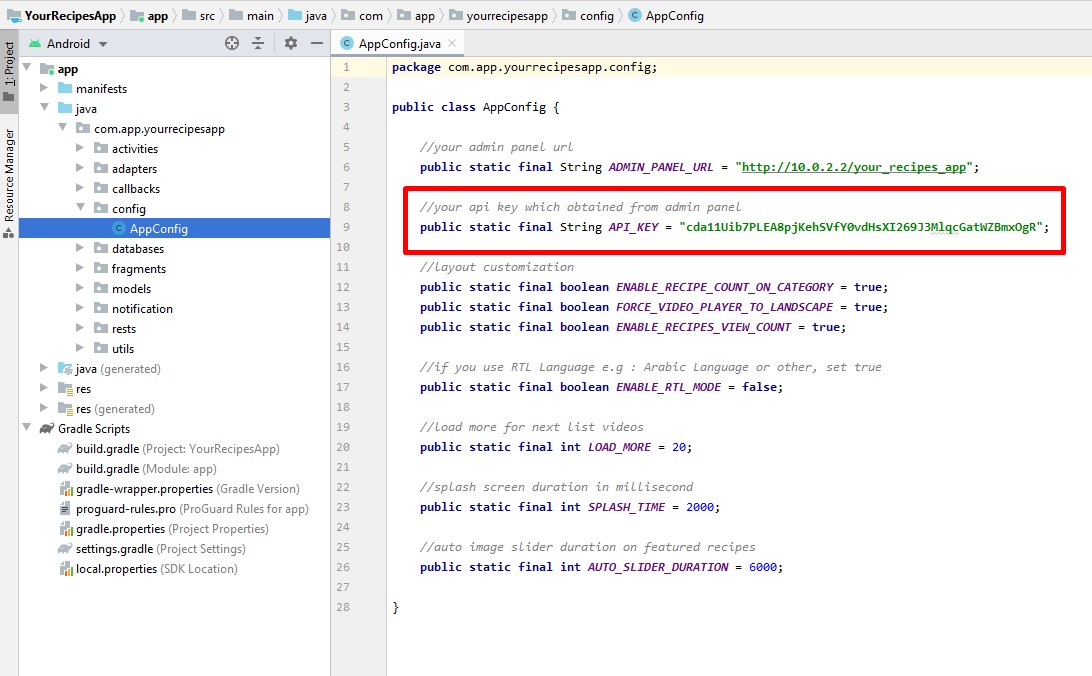 YourRecipesApp app src main java com app yourrecipesapp config AppConfig
1: Project
Resource Manager
Android
app
manifests
java
com.app.yourrecipesapp
activities
adapters
callbacks
config
AppConfig
databases
fragments
models
notification
rests
utils
java (generated)
res
res (generated)
Gradle Scripts
build.gradle (Project: YourRecipesApp)
build.gradle (Module: app)
gradle-wrapper.properties (Gradle Version)
proguard-rules.pro (ProGuard Rules for app)
gradle.properties (Project Properties)
settings.gradle (Project Settings)
local.properties (SDK Location)
AppConfig.java
1 package com.app.yourrecipesapp.config;
2
3 public class AppConfig {
4
5 //your admin panel url
6 public static final String ADMIN_PANEL_URL = "http://10.0.2.2/your_recipes_app";
7
8 //your api key which obtained from admin panel
9 public static final String API_KEY = "cda11Uib7PLEA8pjKehSVfY0vdHsXI269J3MlqcGatWZBmxOgR";
10
11 //layout customization
12 public static final boolean ENABLE_RECIPE_COUNT_ON_CATEGORY = true;
13 public static final boolean FORCE_VIDEO_PLAYER_TO_LANDSCAPE = true;
14 public static final boolean ENABLE_RECIPES_VIEW_COUNT = true;
15
16 //if you use RTL Language e.g : Arabic Language or other, set true
17 public static final boolean ENABLE_RTL_MODE = false;
18
19 //load more for next list videos
20 public static final int LOAD_MORE = 20;
21
22 //splash screen duration in millisecond
23 public static final int SPLASH_TIME = 2000;
24
25 //auto image slider duration on featured recipes
26 public static final int AUTO_SLIDER_DURATION = 6000;
27
28 }